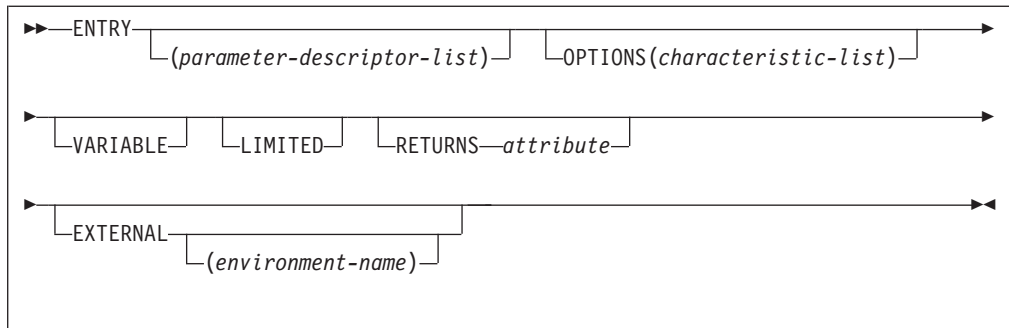 ENTRY
(parameter-descriptor-list)
OPTIONS(characteristic-list)
VARIABLE
LIMITED
RETURNS
attribute
EXTERNAL
(environment-name)